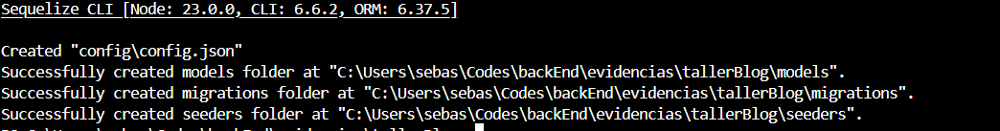 Sequelize CLI [Node: 23.0.0, CLI: 6.6.2, ORM: 6.37.5]
Created "config\config.json"
Successfully created models folder at "C:\Users\sebas\Codes\backEnd\evidencias\tallerBlog\models".
Successfully created migrations folder at "C:\Users\sebas\Codes\backEnd\evidencias\tallerBlog\migrations".
Successfully created seeders folder at "C:\Users\sebas\Codes\backEnd\evidencias\tallerBlog\seeders".